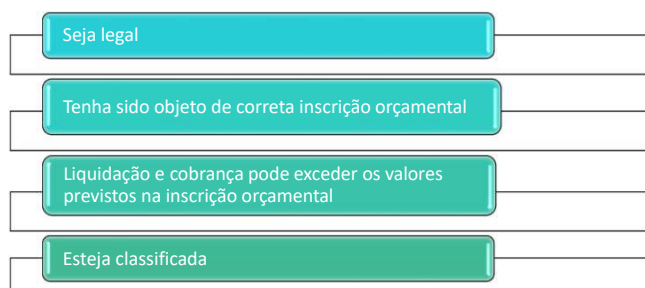 Seja legal
Tenha sido objeto de correta inscrição orçamental
Liquidação e cobrança pode exceder os valores
previstos na inscrição orçamental
Esteja classificada